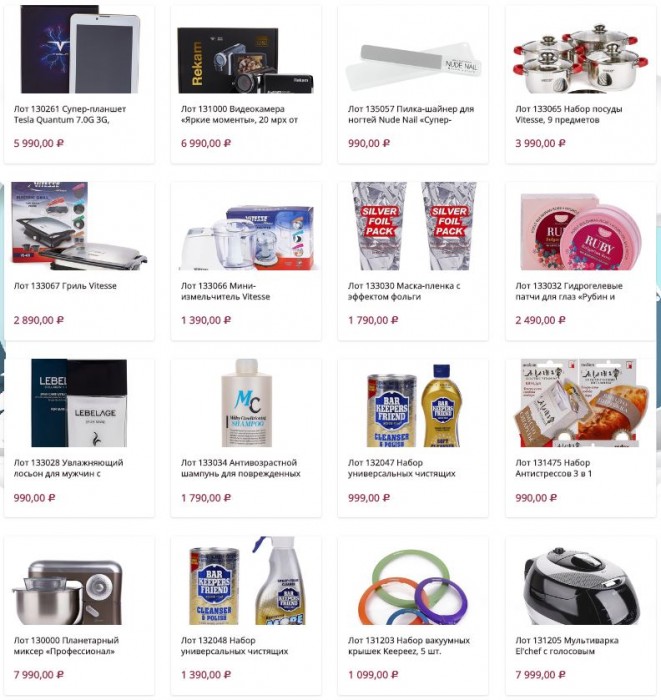 Rekam
Rekam
NUDE NAIL
Лот 130261 Супер-планшет
Tesla Quantum 7.0G 3G,
5 990,00 ₽
Лот 131000 Видеокамера
«Яркие моменты», 20 мрх от
6 990,00 ₽
Лот 135057 Пилка-шайнер для
ногтей Nude Nail «Супер-
990,00 ₽
Лот 133065 Набор посуды
Vitesse, 9 предметов
3 990,00 ₽
VITESSE
SILVER
FOIL
PACK
SILVER
FOIL
PACK
RUBY
RUBY
Лот 133067 Гриль Vitesse
2 890,00 ₽
Лот 133066 Мини-
измельчитель Vitesse
1 390,00 ₽
Лот 133030 Маска-пленка с
эффектом фольги
1 790,00 ₽
Лот 133032 Гидрогелевые
патчи для глаз «Рубин и
2 490,00 ₽
LEBEL
LEBELAGE
MC
Milky Conditioning
SHAMPOO
BAR
KEEPERS
FRIEND
CLEANSER
& POLISH
BAR
KEEPERS
FRIEND
SOFT
CLEANSER
Лот 133028 Увлажняющий
лосьон для мужчин с
990,00 ₽
Лот 133034 Антивозрастной
шампунь для поврежденных
1 790,00 ₽
Лот 132047 Набор
универсальных чистящих
999,00 ₽
Лот 131475 Набор
Антистрессов 3 в 1
990,00 ₽
BAR
KEEPERS
FRIEND
CLEANSER
& POLISH
BAR
KEEPERS
FRIEND
Лот 130000 Планетарный
миксер «Профессионал»
7 990,00 ₽
Лот 132048 Набор
универсальных чистящих
1 390,00 ₽
Лот 131203 Набор вакуумных
крышек Keepeez, 5 шт.
1 099,00 ₽
Лот 131205 Мультиварка
El'chef с голосовым
7 999,00 ₽